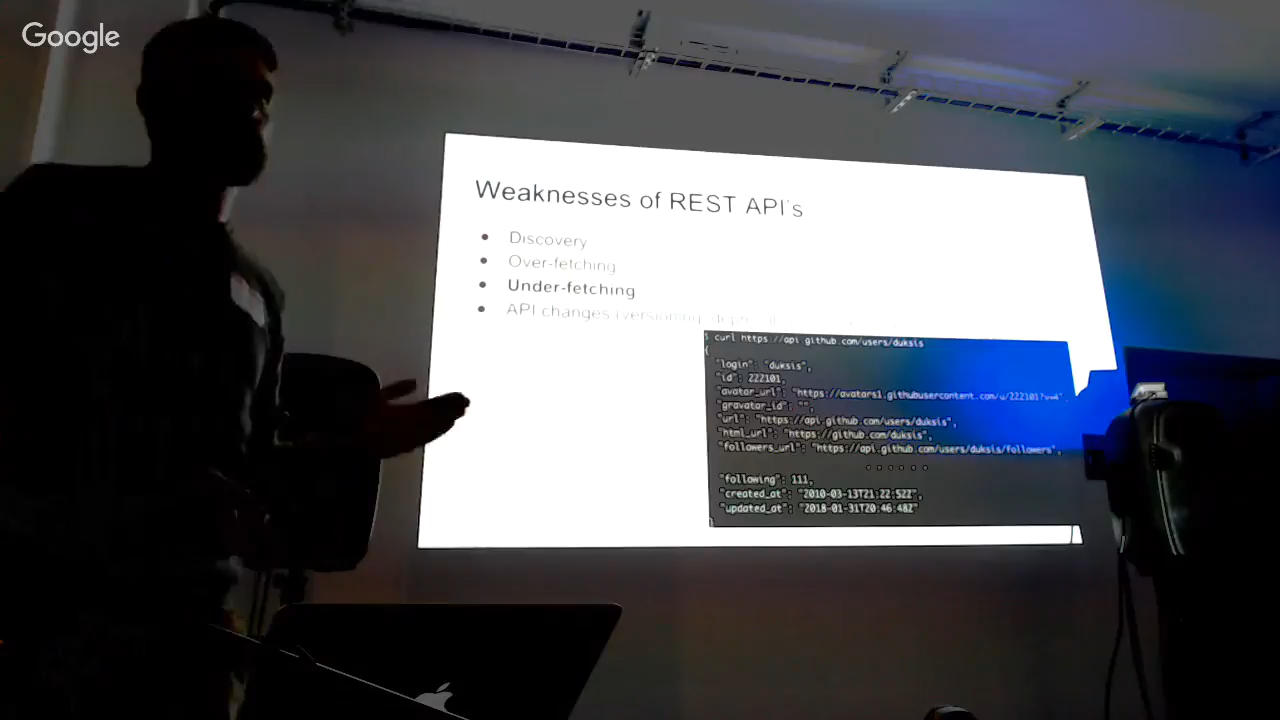 Google
Weaknesses of REST API's
• Discovery
• Over-fetching
• Under-fetching
• API changes (versioning,
$ curl https://api.github.com/users/duksis
{
"login": "duksis",
"id": 222101,
"avatar_url": "https://avatars1.githubusercontent.com/u/222101?v=4",
"gravatar_id": "",
"url": "https://api.github.com/users/duksis",
"html_url": "https://github.com/duksis",
"followers_url": "https://api.github.com/users/duksis/followers",
......
"following": 111,
"created_at": "2010-03-13T21:22:52Z",
"updated_at": "2018-01-31T20:46:48Z"
}